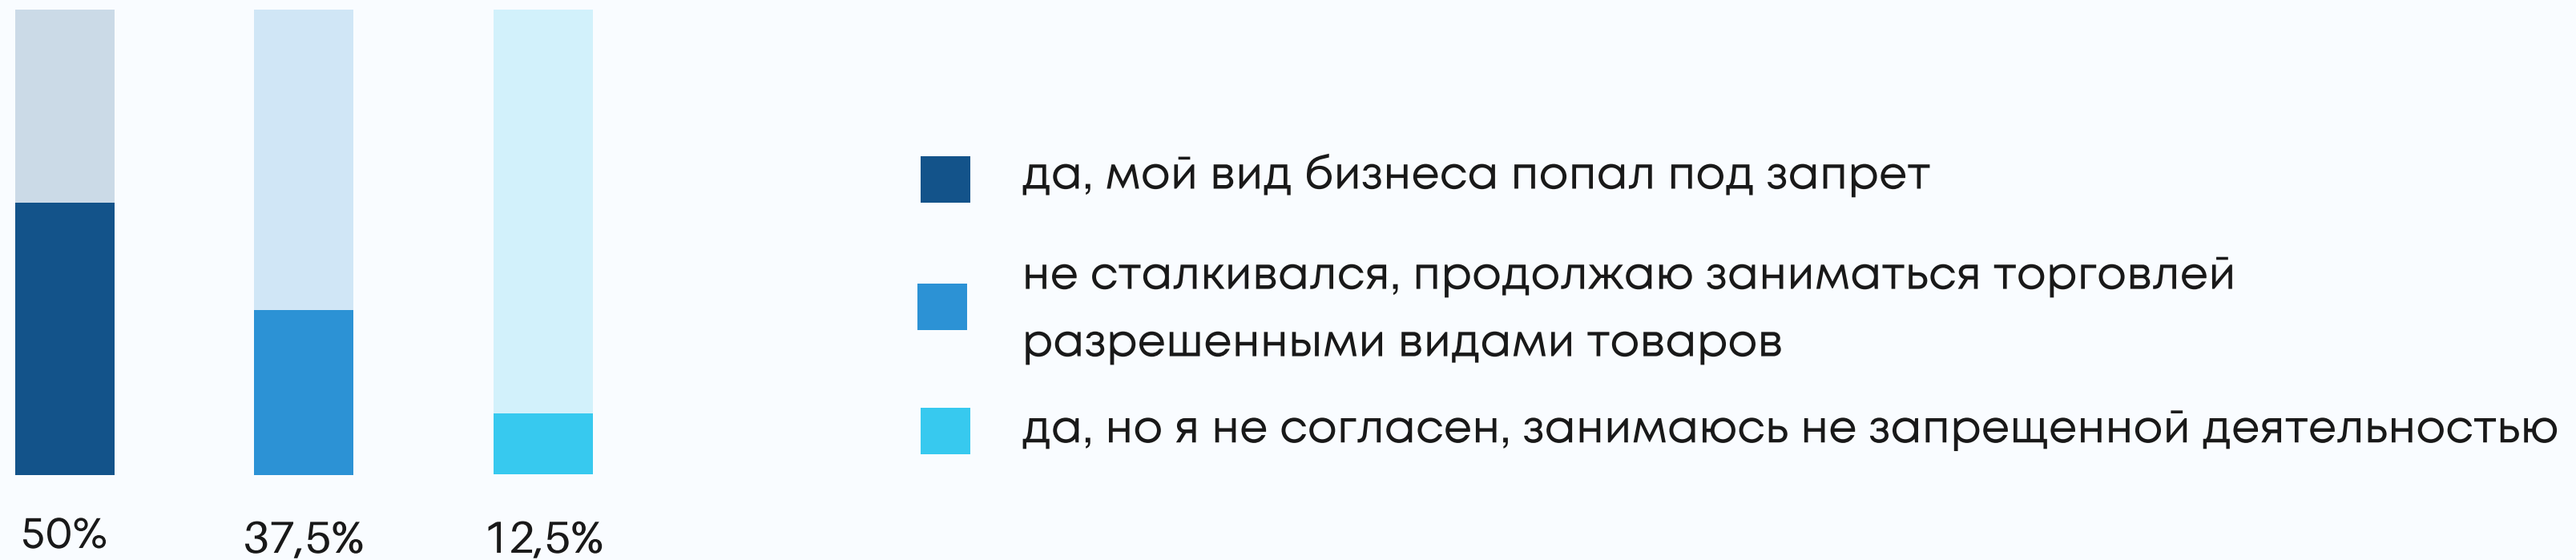 да, мой вид бизнеса попал под запрет
не сталкивался, продолжаю заниматься торговлей
разрешенными видами товаров
да, но я не согласен, занимаюсь не запрещенной деятельностью
50%
37,5%
12,5%